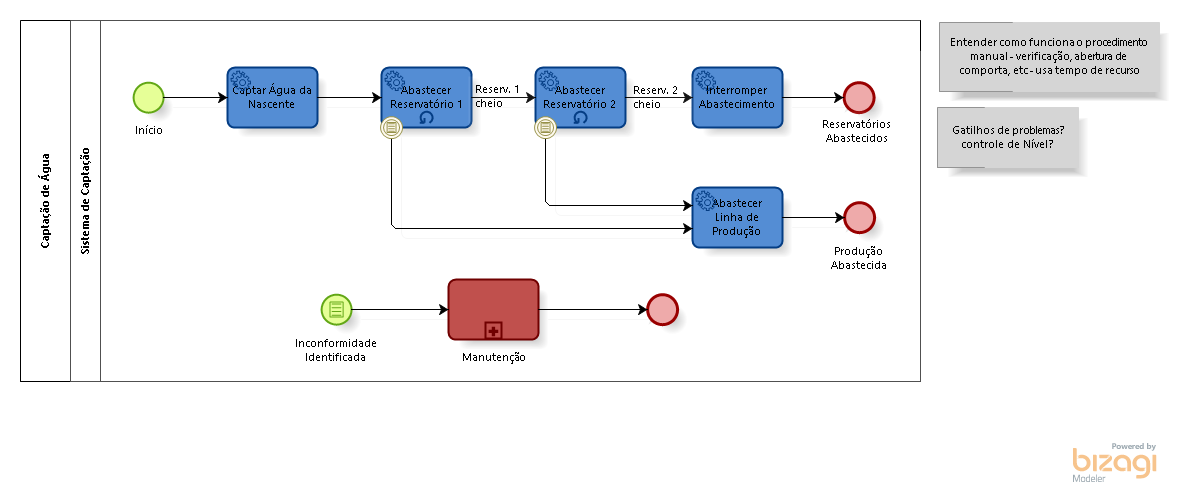 Captação de Água
Sistema de Captação
Início
Captar Água da
Nascente
Abastecer
Reservatório 1
Reserv. 1
cheio
Abastecer
Reservatório 2
Reserv. 2
cheio
Interromper
Abastecimento
Reservatórios
Abastecidos
Abastecer
Linha de
Produção
Produção
Abastecida
Inconformidade
Identificada
Manutenção
Entender como funciona o procedimento
manual - verificação, abertura de
comporta, etc - usa tempo de recurso
Gatilhos de problemas?
controle de Nível?
Powered by
bizagi
Modeler